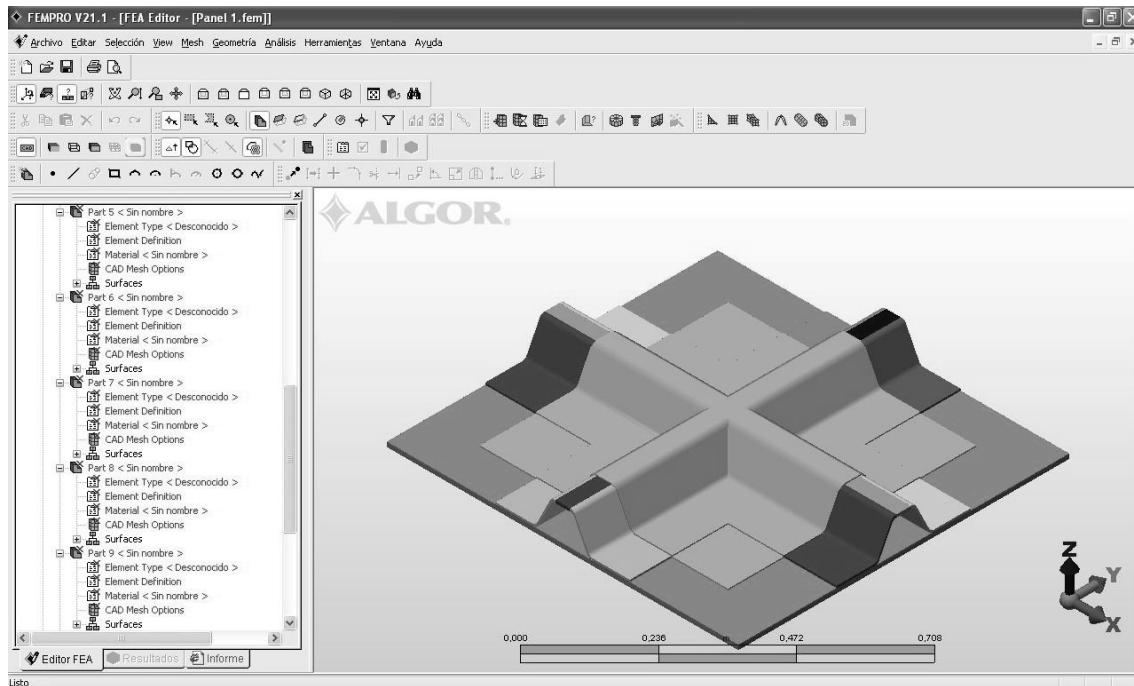 FEMPRO V21.1 - [FEA Editor - [Panel 1.fem]]
Archivo Editar Selección View Mesh Geometría Análisis Herramientas Ventana Ayuda
Part 5 < Sin nombre >
Element Type < Desconocido >
Element Definition
Material < Sin nombre >
CAD Mesh Options
Surfaces
Part 6 < Sin nombre >
Element Type < Desconocido >
Element Definition
Material < Sin nombre >
CAD Mesh Options
Surfaces
Part 7 < Sin nombre >
Element Type < Desconocido >
Element Definition
Material < Sin nombre >
CAD Mesh Options
Surfaces
Part 8 < Sin nombre >
Element Type < Desconocido >
Element Definition
Material < Sin nombre >
CAD Mesh Options
Surfaces
Part 9 < Sin nombre >
Element Type < Desconocido >
Element Definition
Material < Sin nombre >
CAD Mesh Options
Surfaces
Editor FEA Resultados Informe
Listo
ALGOR.
Z
Y
X
0,000 0,236 0,472 0,708